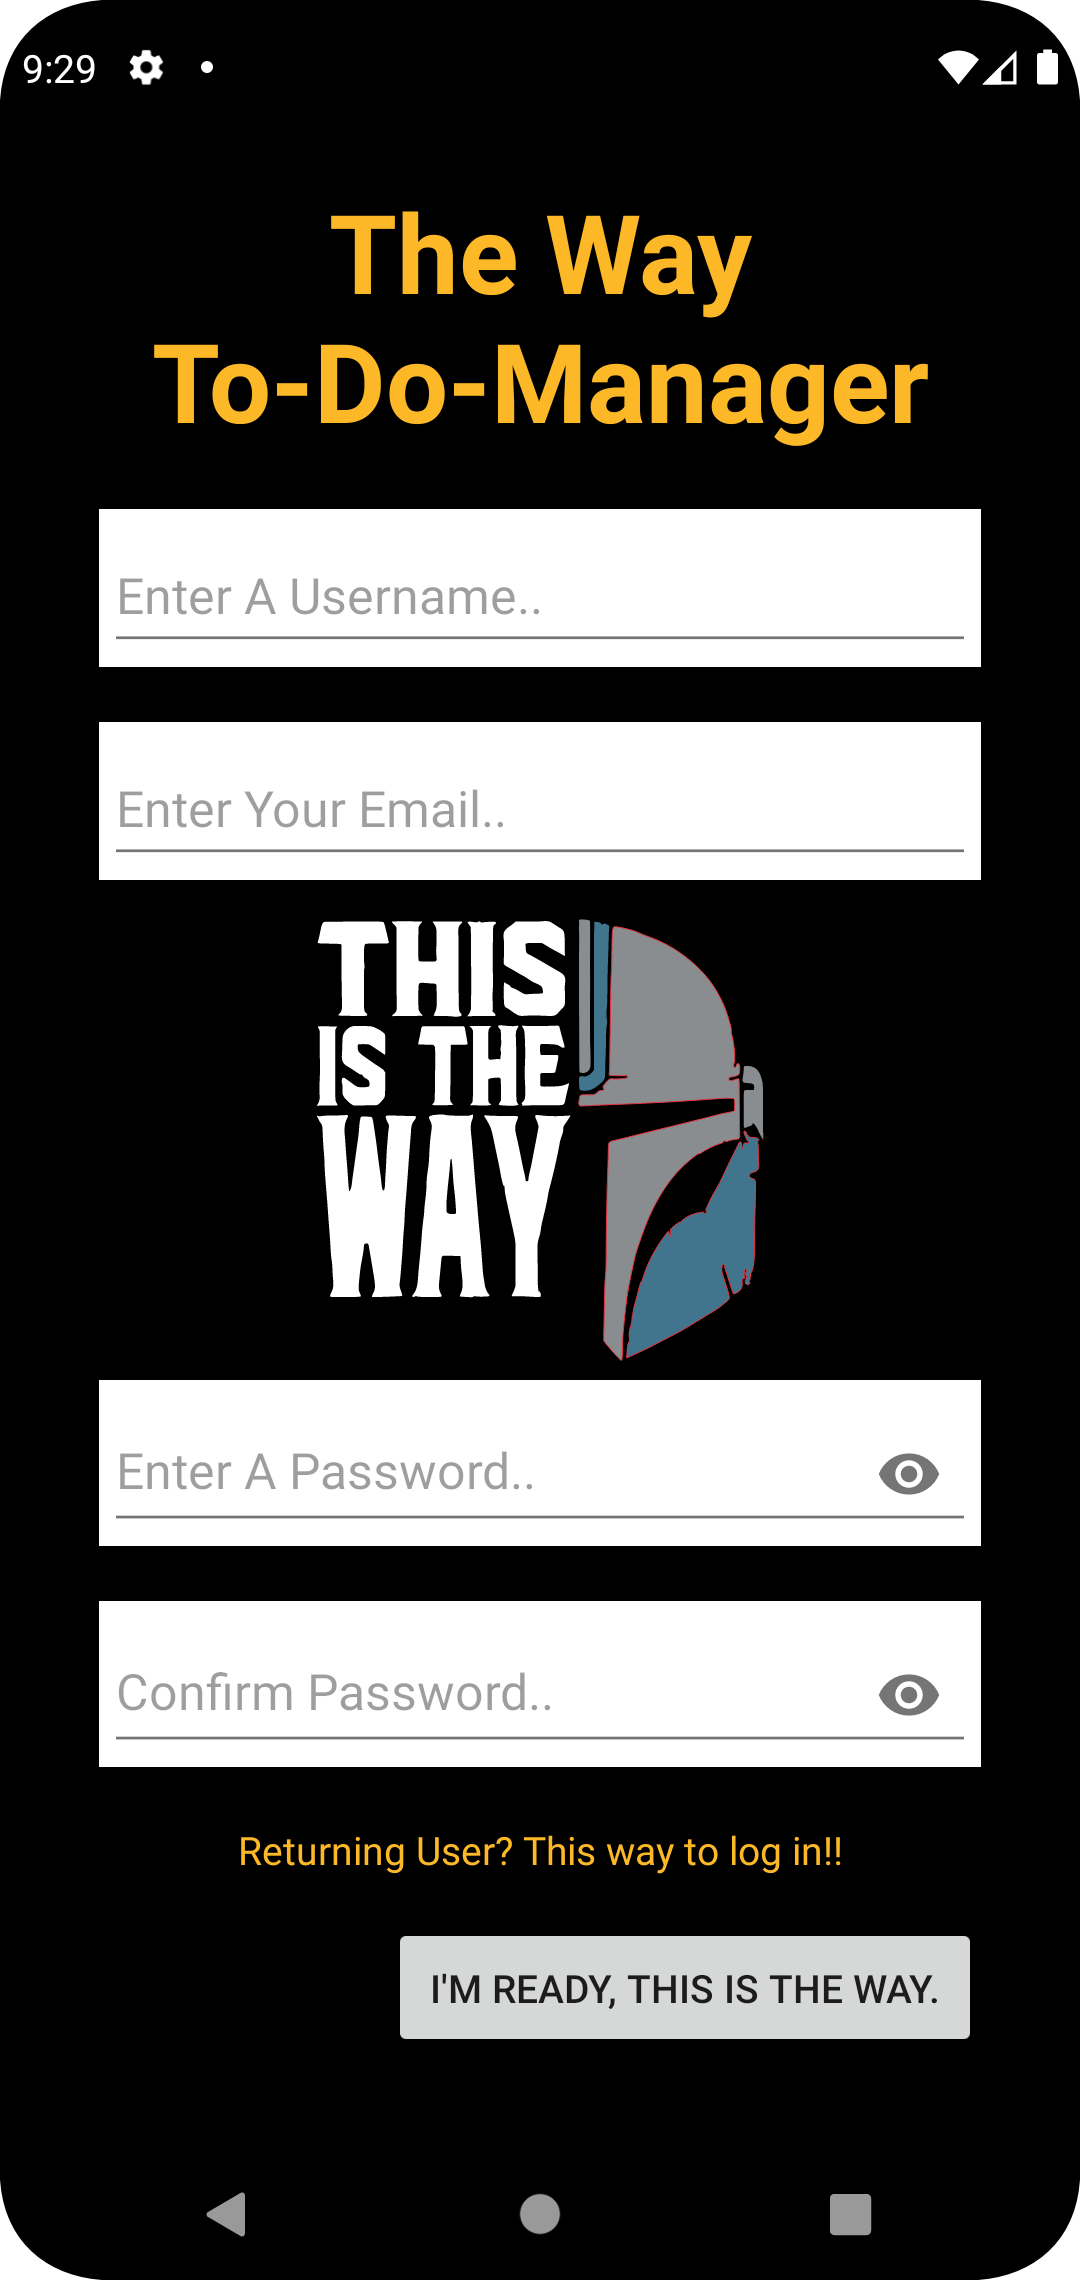 9:29
The Way
To-Do-Manager
Enter A Username..
Enter Your Email..
THIS
IS THE
WAY
Enter A Password..
Confirm Password..
Returning User? This way to log in!!
I'M READY, THIS IS THE WAY.